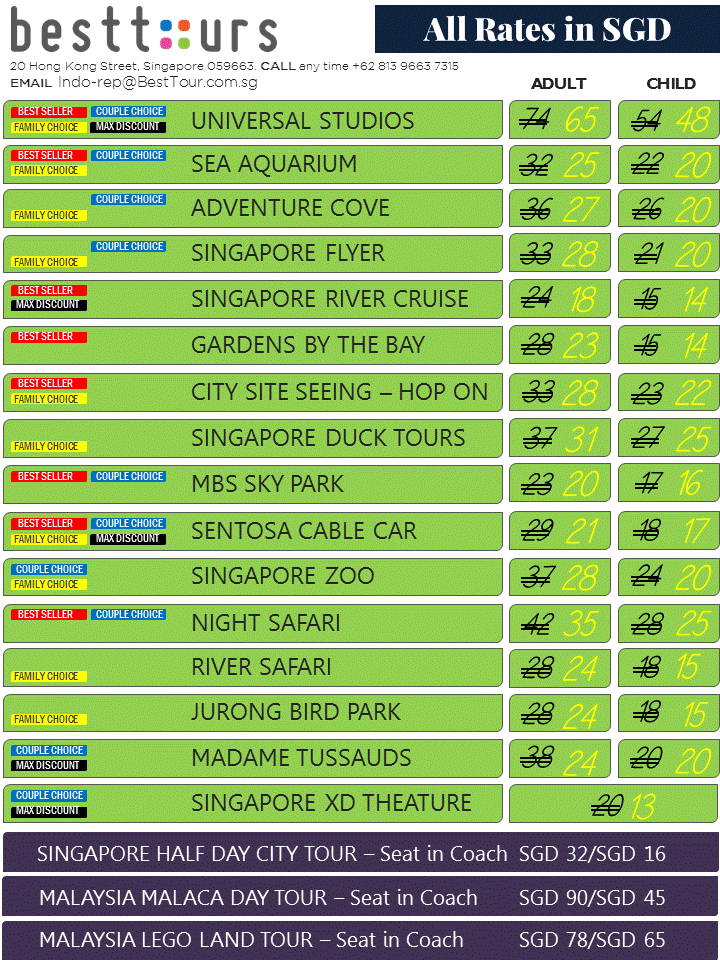 besttours
All Rates in SGD
20 Hong Kong Street, Singapore 059663. CALL any time +62 813 9663 7315
EMAIL Indo-rep@BestTour.com.sg
ADULT CHILD
BEST SELLER COUPLE CHOICE FAMILY CHOICE MAX DISCOUNT UNIVERSAL STUDIOS 74 65 54 48
BEST SELLER COUPLE CHOICE FAMILY CHOICE SEA AQUARIUM 32 25 22 20
COUPLE CHOICE FAMILY CHOICE ADVENTURE COVE 36 27 26 20
COUPLE CHOICE FAMILY CHOICE SINGAPORE FLYER 33 28 21 20
BEST SELLER MAX DISCOUNT SINGAPORE RIVER CRUISE 24 18 15 14
BEST SELLER GARDENS BY THE BAY 28 23 15 14
BEST SELLER FAMILY CHOICE CITY SITE SEEING – HOP ON 33 28 23 22
FAMILY CHOICE SINGAPORE DUCK TOURS 37 31 27 25
BEST SELLER COUPLE CHOICE MBS SKY PARK 23 20 17 16
BEST SELLER COUPLE CHOICE FAMILY CHOICE MAX DISCOUNT SENTOSA CABLE CAR 29 21 18 17
COUPLE CHOICE FAMILY CHOICE SINGAPORE ZOO 37 28 24 20
BEST SELLER COUPLE CHOICE NIGHT SAFARI 42 35 28 25
FAMILY CHOICE RIVER SAFARI 28 24 18 15
FAMILY CHOICE JURONG BIRD PARK 28 24 18 15
COUPLE CHOICE MAX DISCOUNT MADAME TUSSAUDS 38 24 20 20
COUPLE CHOICE MAX DISCOUNT SINGAPORE XD THEATURE 20 13
SINGAPORE HALF DAY CITY TOUR – Seat in Coach SGD 32/SGD 16
MALAYSIA MALACA DAY TOUR – Seat in Coach SGD 90/SGD 45
MALAYSIA LEGO LAND TOUR – Seat in Coach SGD 78/SGD 65